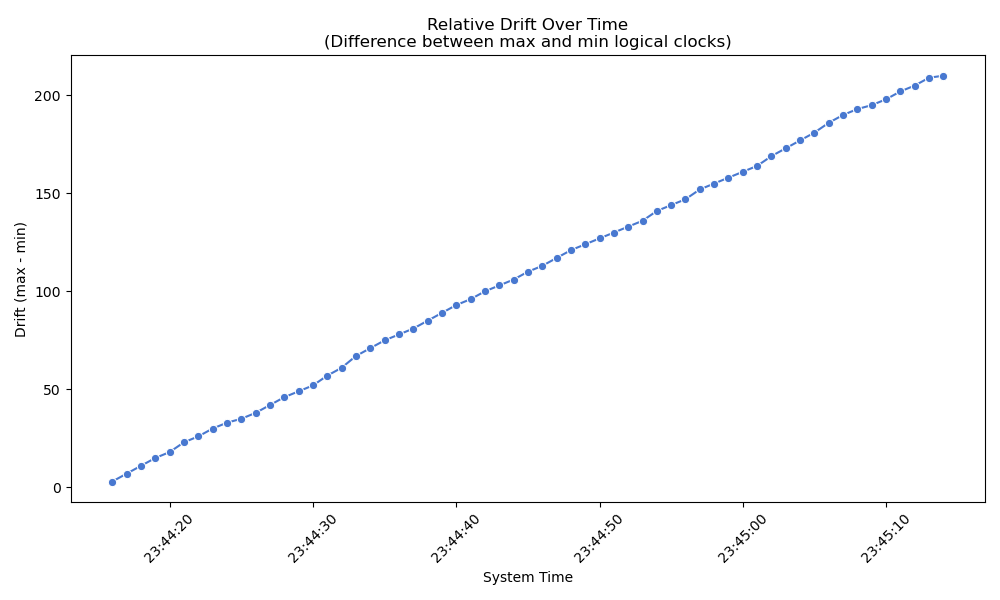 Relative Drift Over Time
(Difference between max and min logical clocks)
Drift (max - min)
200
150
100
50
0
23:44:20
23:44:30
23:44:40
23:44:50
23:45:00
23:45:10
System Time